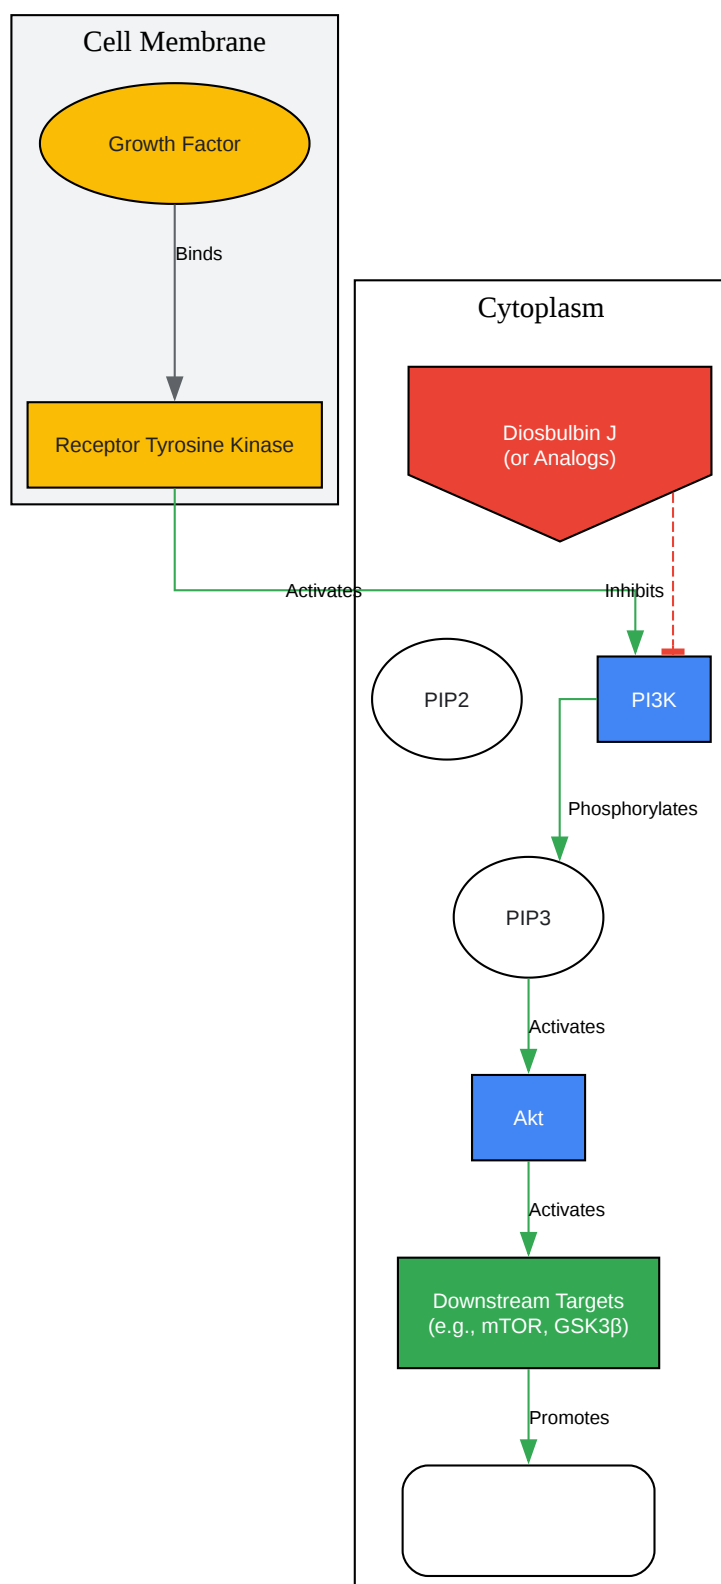 Cell Membrane
Growth Factor
Binds
Cytoplasm
Receptor Tyrosine Kinase
Diosbulbin J
(or Analogs)
Activates
Inhibits
PIP2
PI3K
Phosphorylates
PIP3
Activates
Akt
Activates
Downstream Targets
(e.g., mTOR, GSK3β)
Promotes